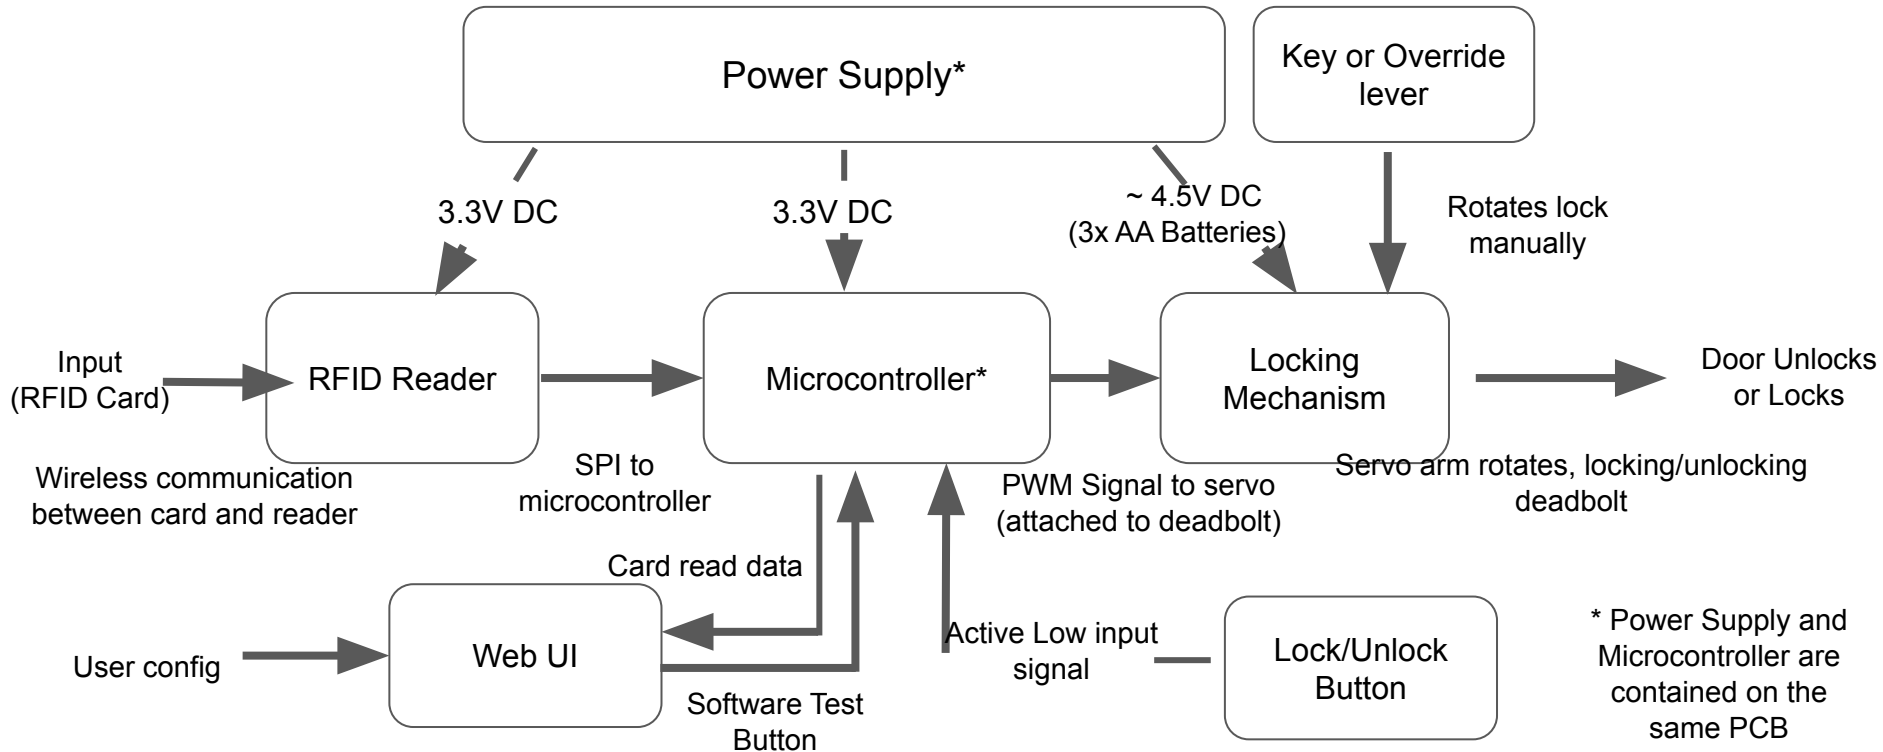 Power Supply*
Key or Override
lever
3.3V DC
3.3V DC
~ 4.5V DC
(3x AA Batteries)
Rotates lock
manually
Input
(RFID Card)
RFID Reader
Microcontroller*
Locking
Mechanism
Door Unlocks
or Locks
Wireless communication
between card and reader
SPI to
microcontroller
PWM Signal to servo
(attached to deadbolt)
Servo arm rotates, locking/unlocking
deadbolt
Card read data
User config
Web UI
Software Test
Button
Active Low input
signal
Lock/Unlock
Button
* Power Supply and
Microcontroller are
contained on the
same PCB